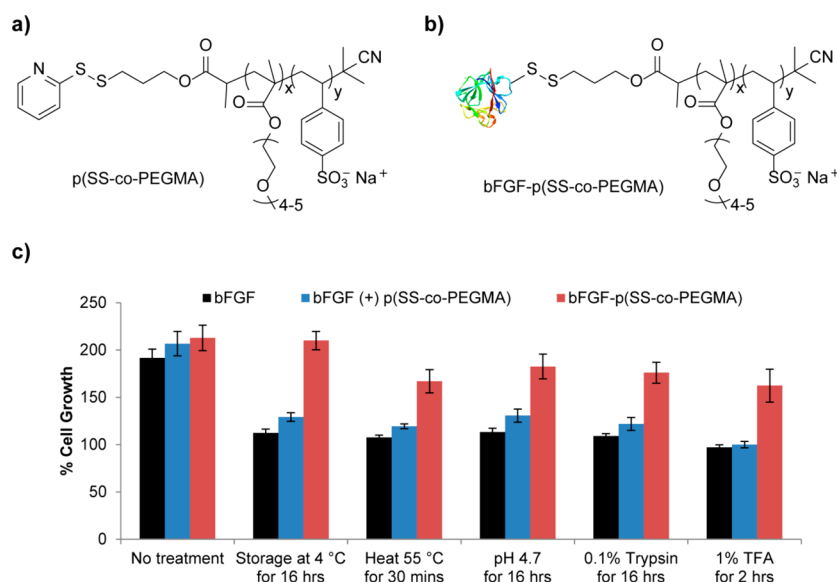 a)
b)
N
S
S
O
O
x
y
CN
O
O
O
4-5
SO3⁻ Na⁺
p(SS-co-PEGMA)
S
S
O
O
x
y
CN
O
O
O
4-5
SO3⁻ Na⁺
bFGF-p(SS-co-PEGMA)
c)
bFGF
bFGF (+) p(SS-co-PEGMA)
bFGF-p(SS-co-PEGMA)
% Cell Growth
250
200
150
100
50
0
No treatment
Storage at 4 °C
for 16 hrs
Heat 55 °C
for 30 mins
pH 4.7
for 16 hrs
0.1% Trypsin
for 16 hrs
1% TFA
for 2 hrs